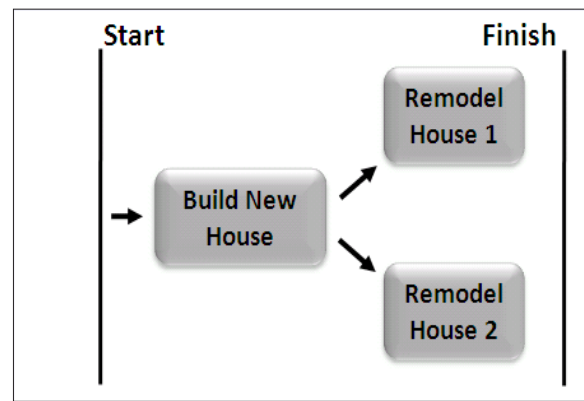 Start
Finish
Build New
House
Remodel
House 1
Remodel
House 2